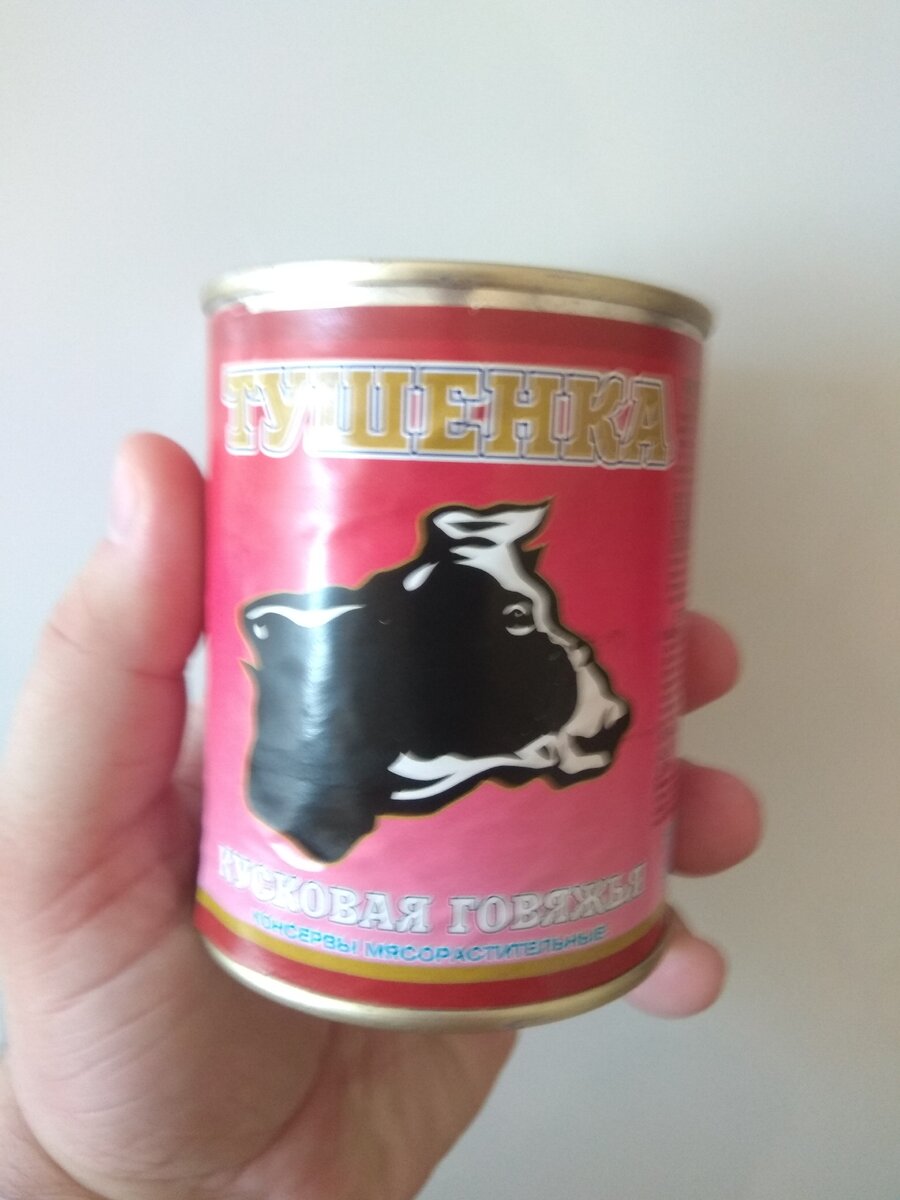 ТУШЕНКА
КУСКОВАЯ ГОВЯЖЬЯ
КОНСЕРВЫ МЯСОРАСТИТЕЛЬНЫЕ